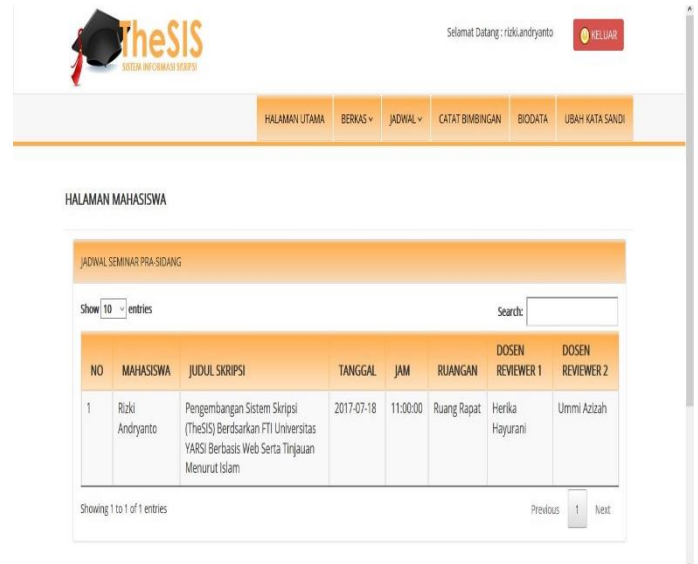 TheSIS
SISTEM INFORMASI SKRIPSI
Selamat Datang : rizki.andryanto
KELUAR
HALAMAN UTAMA BERKAS JADWAL CATAT BIMBINGAN BIODATA UBAH KATA SANDI
HALAMAN MAHASISWA
JADWAL SEMINAR PRA-SIDANG
Show 10 entries Search:
NO MAHASISWA JUDUL SKRIPSI TANGGAL JAM RUANGAN DOSEN REVIEWER 1 DOSEN REVIEWER 2
1 Rizki Andryanto Pengembangan Sistem Skripsi 2017-07-18 11:00:00 Ruang Rapat Herika Hayurani Ummi Azizah
(TheSIS) Berdsarkan FTI Universitas
YARSI Berbasis Web Serta Tinjauan
Menurut Islam
Showing 1 to 1 of 1 entries Previous 1 Next